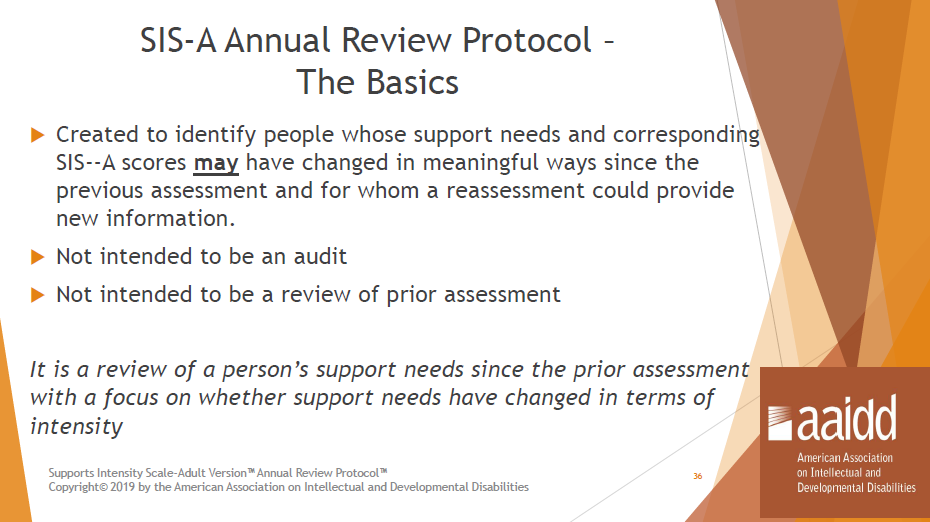 SIS-A Annual Review Protocol –
The Basics
Created to identify people whose support needs and corresponding
SIS--A scores may have changed in meaningful ways since the
previous assessment and for whom a reassessment could provide
new information.
Not intended to be an audit
Not intended to be a review of prior assessment
It is a review of a person’s support needs since the prior assessment
with a focus on whether support needs have changed in terms of
intensity
Supports Intensity Scale-Adult Version™ Annual Review Protocol™
Copyright© 2019 by the American Association on Intellectual and Developmental Disabilities
36
aaidd
American Association
on Intellectual and
Developmental Disabilities